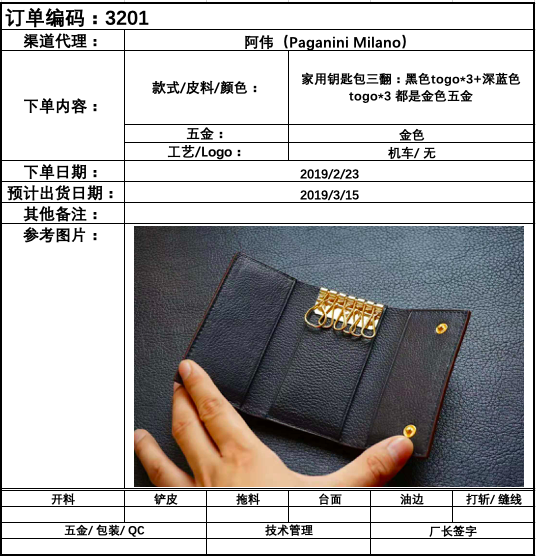 订单编码：3201
渠道代理：
阿伟（Paganini Milano）
下单内容：
款式/皮料/颜色：
家用钥匙包三翻：黑色togo*3+深蓝色
togo*3 都是金色五金
五金：
金色
工艺/Logo：
机车/ 无
下单日期：
2019/2/23
预计出货日期：
2019/3/15
其他备注：
参考图片：
开料
铲皮
拖料
台面
油边
打斩/ 缝线
五金/ 包装/ QC
技术管理
厂长签字